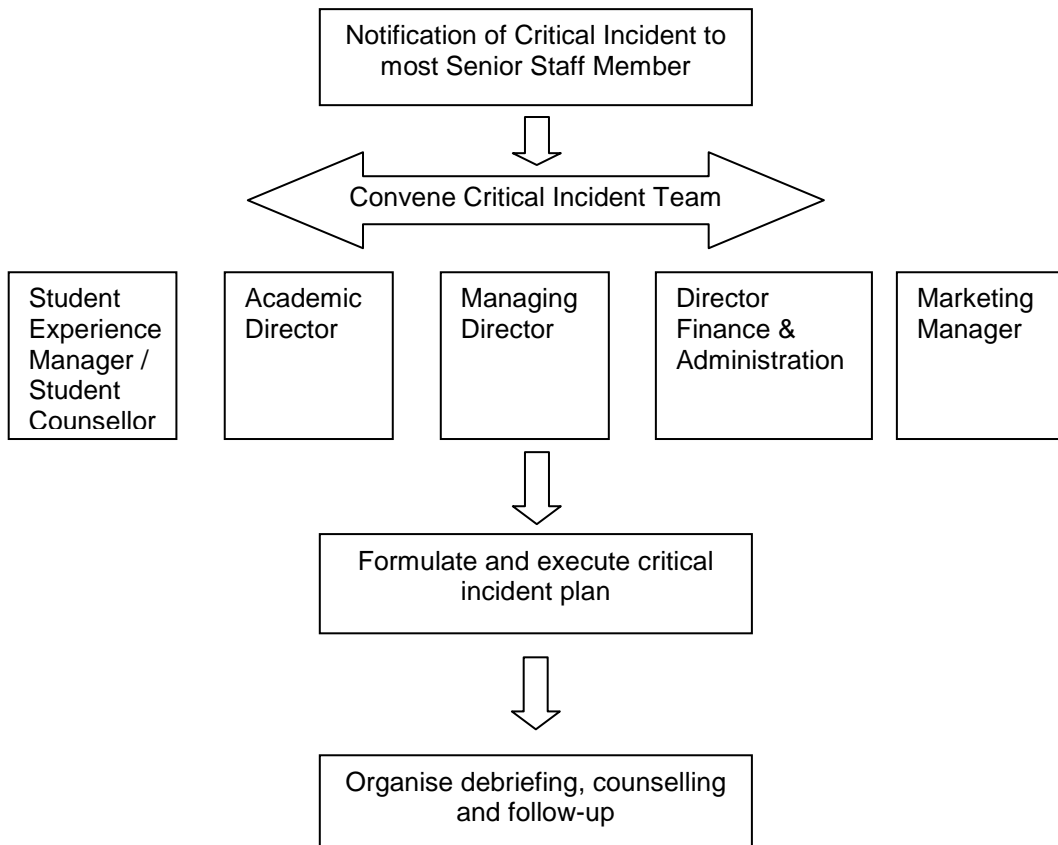 Notification of Critical Incident to
most Senior Staff Member
Convene Critical Incident Team
Student
Experience
Manager /
Student
Counsellor
Academic
Director
Managing
Director
Director
Finance &
Administration
Marketing
Manager
Formulate and execute critical
incident plan
Organise debriefing, counselling
and follow-up